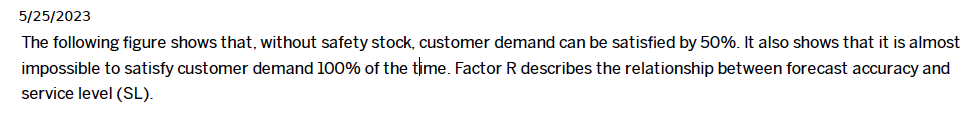 5/25/2023
The following figure shows that, without safety stock, customer demand can be satisfied by 50%. It also shows that it is almost
impossible to satisfy customer demand 100% of the time. Factor R describes the relationship between forecast accuracy and
service level (SL).